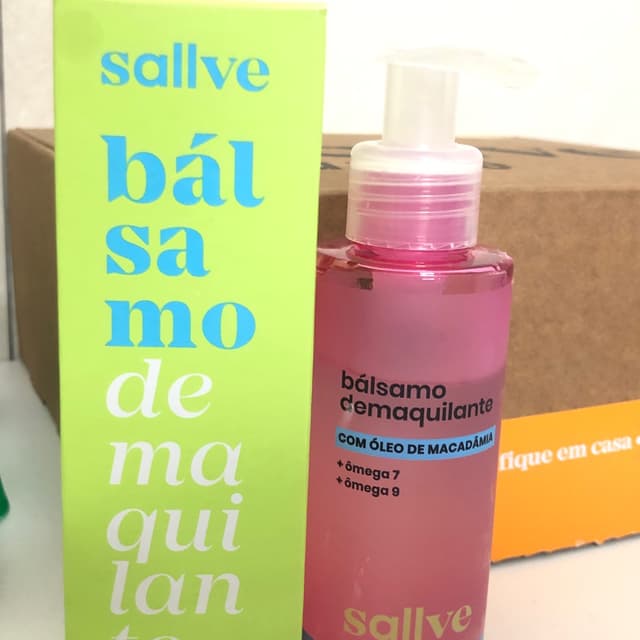 sallve
bál
sa
mo
de
ma
qui
lan
te
bálsamo
demaquilante
COM ÓLEO DE MACADÂMIA
+ ômega 7
+ ômega 9
sallve
fique em casa •